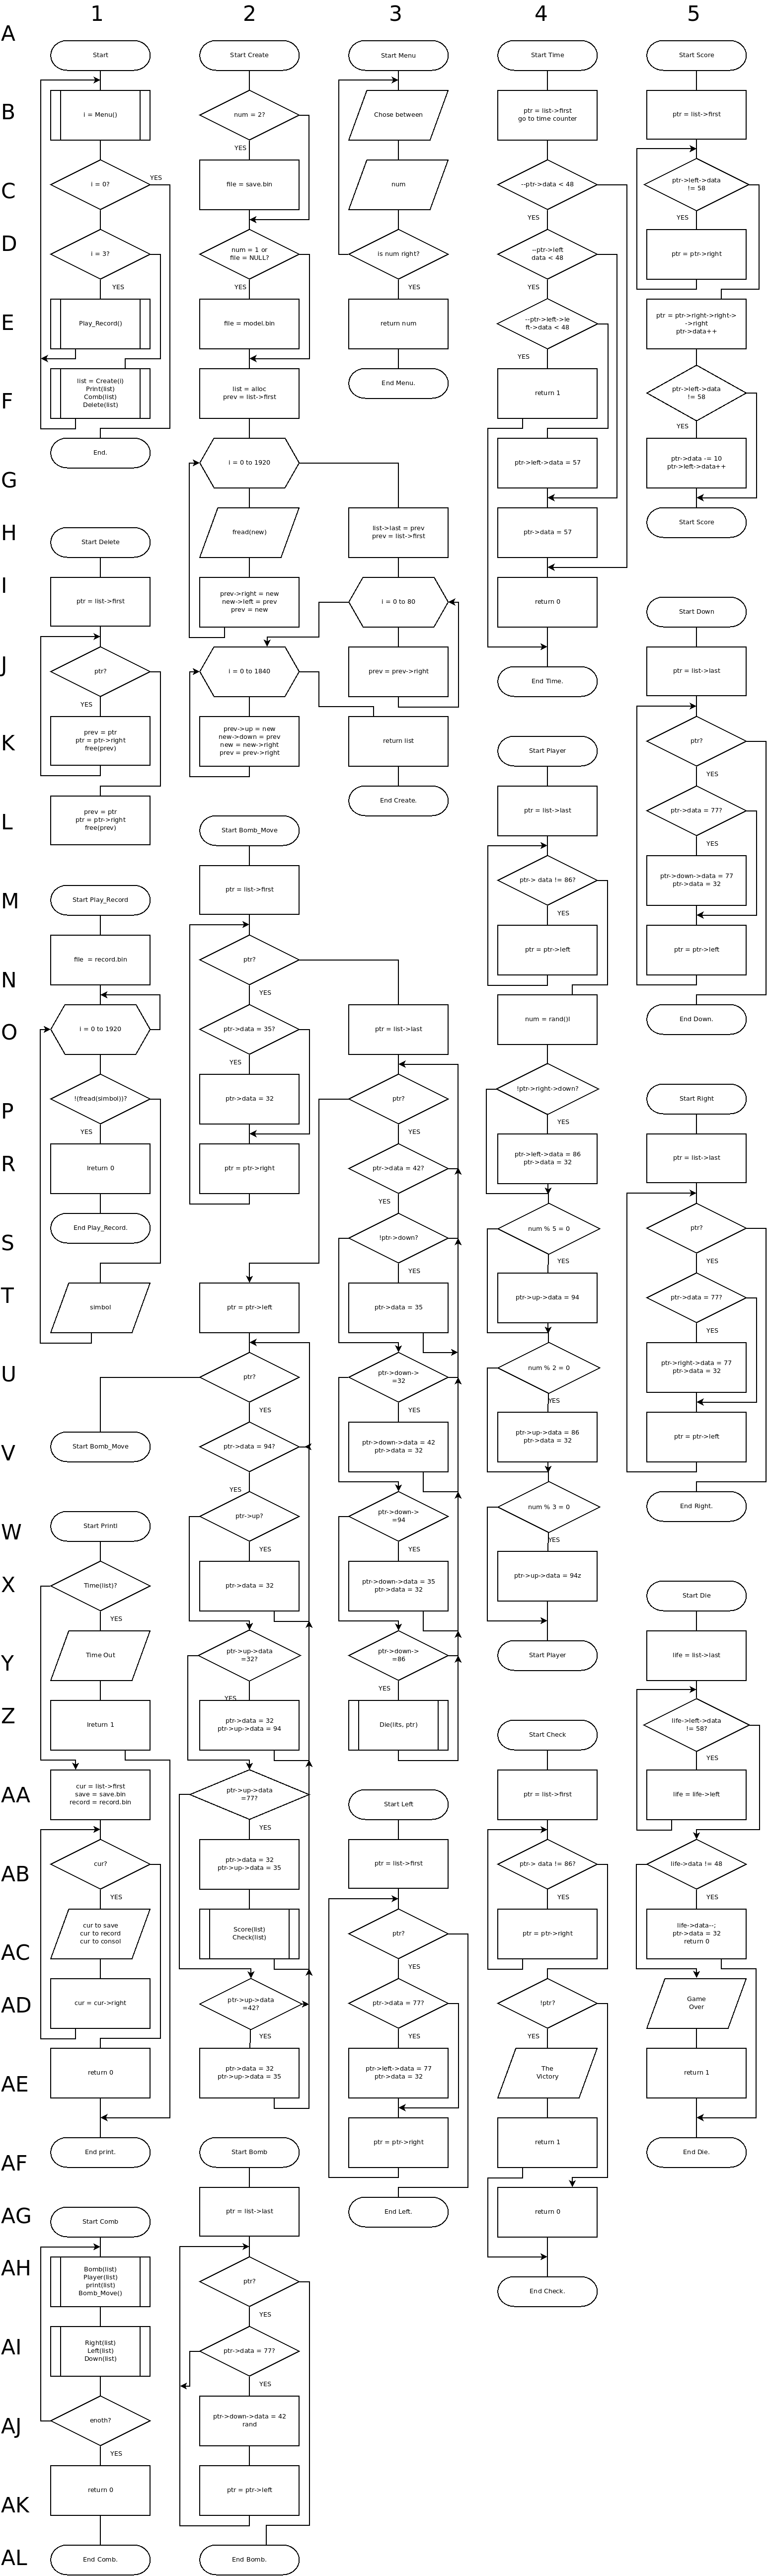 1
2
3
4
5
A
B
C
D
E
F
G
H
I
J
K
L
M
N
O
P
R
S
T
U
V
W
X
Y
Z
AA
AB
AC
AD
AE
AF
AG
AH
AI
AJ
AK
AL
Start
i = Menu()
i = 0?
YES
i = 3?
YES
Play_Record()
list = Create(i)
Print(list)
Comb(list)
Delete(list)
End.
Start Delete
ptr = list->first
ptr?
YES
prev = ptr
ptr = ptr->right
free(prev)
prev = ptr
ptr = ptr->right
free(prev)
Start Play_Record
file  = record.bin
i = 0 to 1920
!(fread(simbol))?
YES
Ireturn 0
End Play_Record.
simbol
Start Bomb_Move
Start Printl
Time(list)?
YES
Time Out
Ireturn 1
cur = list->first
save = save.bin
record = record.bin
cur?
YES
cur to save
cur to record
cur to consol
cur = cur->right
return 0
End print.
Start Comb
Bomb(list)
Player(list)
print(list)
Bomb_Move()
Right(list)
Left(list)
Down(list)
enoth?
YES
return 0
End Comb.
Start Create
num = 2?
YES
file = save.bin
num = 1 or
file = NULL?
YES
file = model.bin
list = alloc
prev = list->first
i = 0 to 1920
fread(new)
prev->right = new
new->left = prev
prev = new
i = 0 to 1840
prev->up = new
new->down = prev
new = new->right
prev = prev->right
Start Bomb_Move
ptr = list->first
ptr?
YES
ptr->data = 35?
YES
ptr->data = 32
ptr = ptr->right
ptr = ptr->left
ptr?
YES
ptr->data = 94?
YES
ptr->up?
YES
ptr->data = 32
ptr->up->data
=32?
YES
ptr->data = 32
ptr->up->data = 94
ptr->up->data
=77?
YES
ptr->data = 32
ptr->up->data = 35
Score(list)
Check(list)
ptr->up->data
=42?
YES
ptr->data = 32
ptr->up->data = 35
Start Bomb
ptr = list->last
ptr?
YES
ptr->data = 77?
YES
ptr->down->data = 42
rand
ptr = ptr->left
End Bomb.
Start Menu
Chose between
num
is num right?
YES
return num
End Menu.
list->last = prev
prev = list->first
i = 0 to 80
prev = prev->right
return list
End Create.
ptr = list->last
ptr?
YES
ptr->data = 42?
YES
!ptr->down?
YES
ptr->data = 35
ptr->down->
=32
YES
ptr->down->data = 42
ptr->data = 32
ptr->down->
=94
YES
ptr->down->data = 35
ptr->data = 32
ptr->down->
=86
YES
Die(lits, ptr)
Start Left
ptr = list->first
ptr?
YES
ptr->data = 77?
YES
ptr->left->data = 77
ptr->data = 32
ptr = ptr->right
End Left.
Start Time
ptr = list->first
go to time counter
--ptr->data < 48
YES
--ptr->left
data < 48
YES
--ptr->left->le
ft->data < 48
YES
return 1
ptr->left->data = 57
ptr->data = 57
return 0
End Time.
Start Player
ptr = list->last
ptr-> data != 86?
YES
ptr = ptr->left
num = rand()l
!ptr->right->down?
YES
ptr->left->data = 86
ptr->data = 32
num % 5 = 0
YES
ptr->up->data = 94
num % 2 = 0
YES
ptr->up->data = 86
ptr->data = 32
num % 3 = 0
YES
ptr->up->data = 94z
Start Player
Start Check
ptr = list->first
ptr-> data != 86?
YES
ptr = ptr->right
!ptr?
YES
The
Victory
return 1
return 0
End Check.
Start Score
ptr = list->first
ptr->left->data
!= 58
YES
ptr = ptr->right
ptr = ptr->right->right->
->right
ptr->data++
ptr->left->data
!= 58
YES
ptr->data -= 10
ptr->left->data++
Start Score
Start Down
ptr = list->last
ptr?
YES
ptr->data = 77?
YES
ptr->down->data = 77
ptr->data = 32
ptr = ptr->left
End Down.
Start Right
ptr = list->last
ptr?
YES
ptr->data = 77?
YES
ptr->right->data = 77
ptr->data = 32
ptr = ptr->left
End Right.
Start Die
life = list->last
life->left->data
!= 58?
YES
life = life->left
life->data != 48
YES
life->data--;
ptr->data = 32
return 0
Game
Over
return 1
End Die.